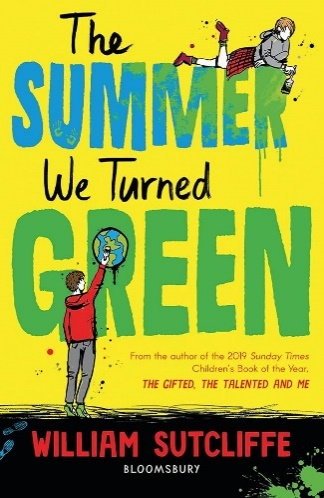 The
SUMMER
We Turned
GREEN
From the author of the 2019 Sunday Times
Children's Book of the Year,
THE GIFTED, THE TALENTED AND ME
WILLIAM SUTCLIFFE
BLOOMSBURY